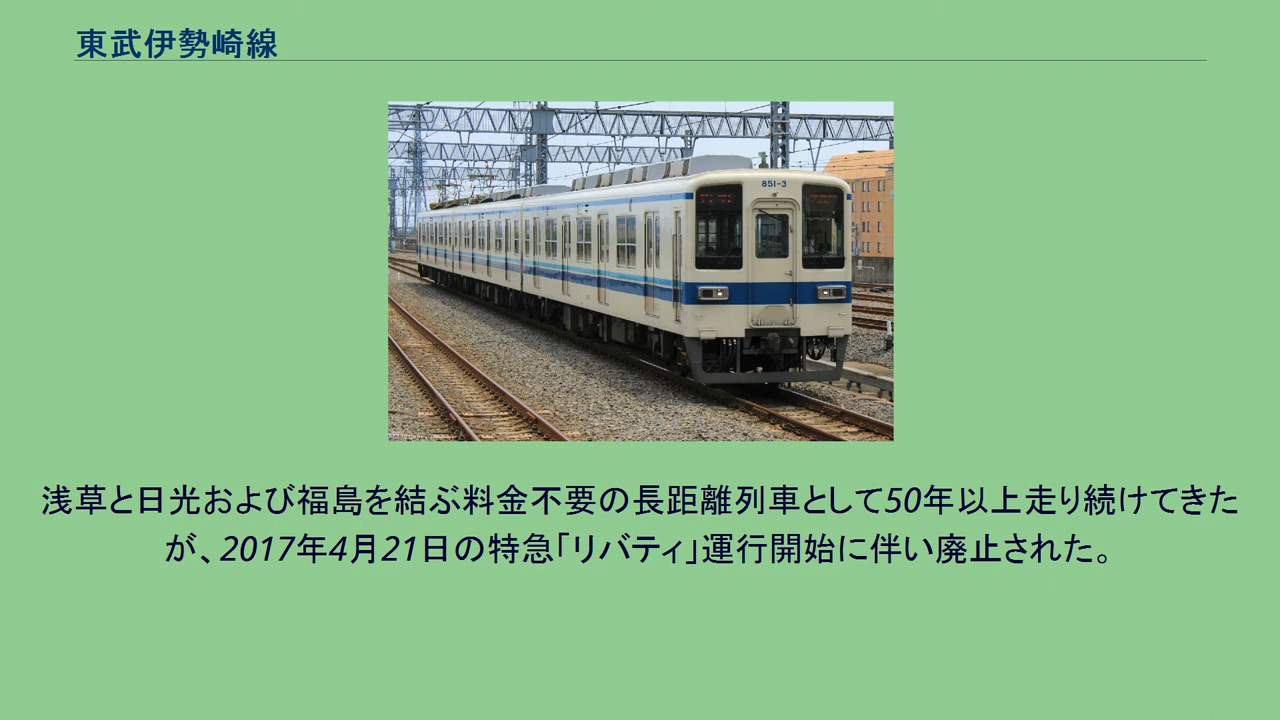 東武伊勢崎線
851-3
浅草と日光および福島を結ぶ料金不要の長距離列車として50年以上走り続けてきた
が、2017年4月21日の特急「リバティ」運行開始に伴い廃止された。